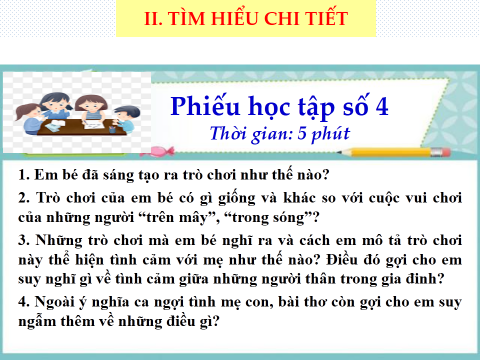 II. TÌM HIỂU CHI TIẾT
Phiếu học tập số 4
Thời gian: 5 phút
1. Em bé đã sáng tạo ra trò chơi như thế nào?
2. Trò chơi của em bé có gì giống và khác so với cuộc vui chơi
của những người “trên mây”, “trong sóng”?
3. Những trò chơi mà em bé nghĩ ra và cách em mô tả trò chơi
này thể hiện tình cảm với mẹ như thế nào? Điều đó gợi cho em
suy nghĩ gì về tình cảm giữa những người thân trong gia đinh?
4. Ngoài ý nghĩa ca ngợi tình mẹ con, bài thơ còn gợi cho em suy
ngẫm thêm về những điều gì?